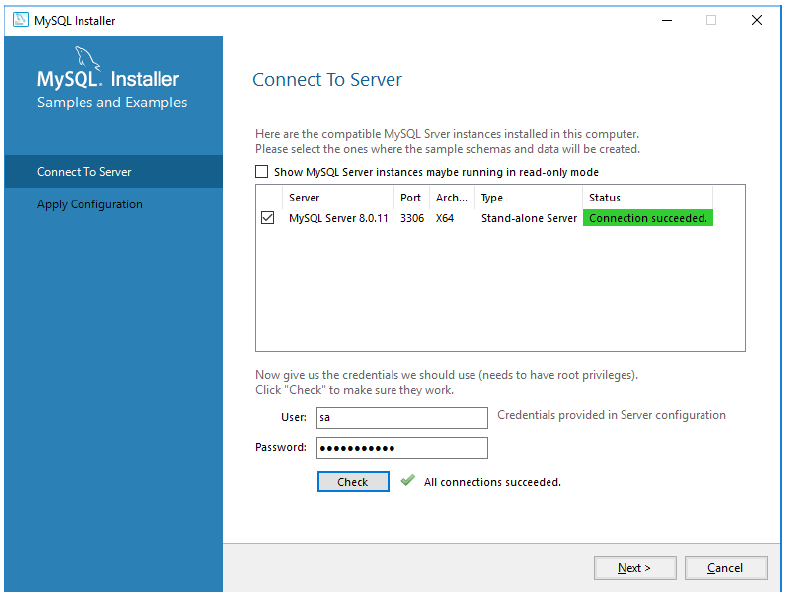 MySQL Installer
MySQL. Installer
Samples and Examples
Connect To Server
Apply Configuration
Connect To Server
Here are the compatible MySQL Srver instances installed in this computer.
Please select the ones where the sample schemas and data will be created.
Show MySQL Server instances maybe running in read-only mode
Server Port Arch... Type Status
MySQL Server 8.0.11 3306 X64 Stand-alone Server Connection succeeded.
Now give us the credentials we should use (needs to have root privileges).
Click "Check" to make sure they work.
User: sa Credentials provided in Server configuration
Password: ●●●●●●●●●●●
Check All connections succeeded.
Next > Cancel